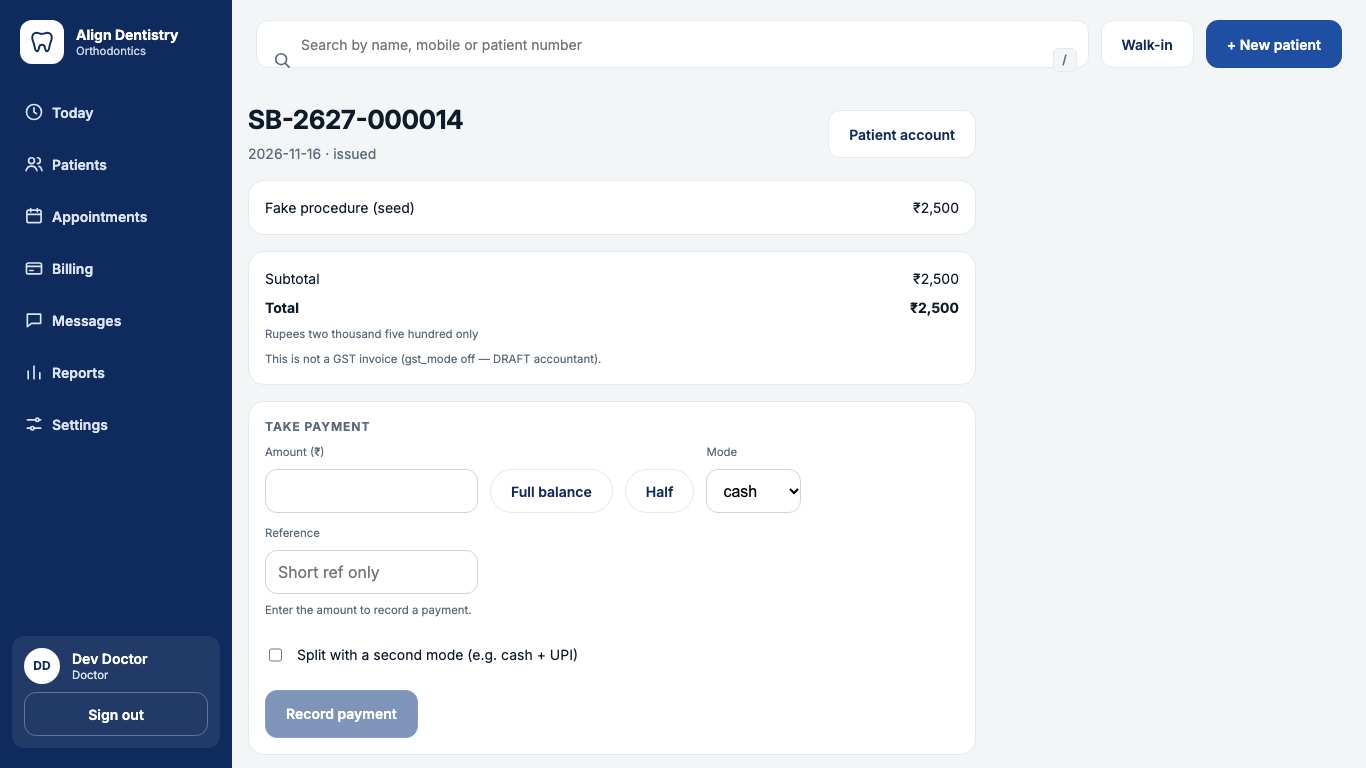 Align Dentistry
Orthodontics
Today
Patients
Appointments
Billing
Messages
Reports
Settings
DD
Dev Doctor
Doctor
Sign out
Search by name, mobile or patient number
/
Walk-in
+ New patient
SB-2627-000014
2026-11-16 · issued
Patient account
Fake procedure (seed) ₹2,500
Subtotal ₹2,500
Total ₹2,500
Rupees two thousand five hundred only
This is not a GST invoice (gst_mode off — DRAFT accountant).
TAKE PAYMENT
Amount (₹) Mode
Full balance Half cash
Reference
Short ref only
Enter the amount to record a payment.
Split with a second mode (e.g. cash + UPI)
Record payment